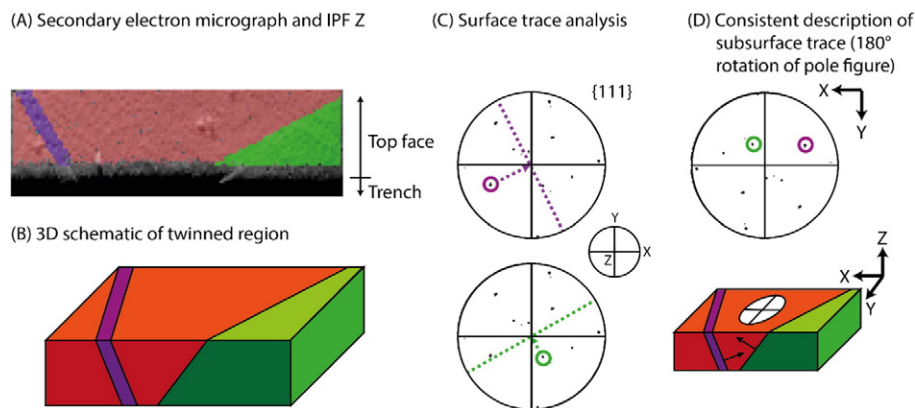 (A) Secondary electron micrograph and IPF Z
Top face
Trench
(B) 3D schematic of twinned region
(C) Surface trace analysis
{111}
Y
X
Z
(D) Consistent description of
subsurface trace (180°
rotation of pole figure)
X
Y
Z
X
Y